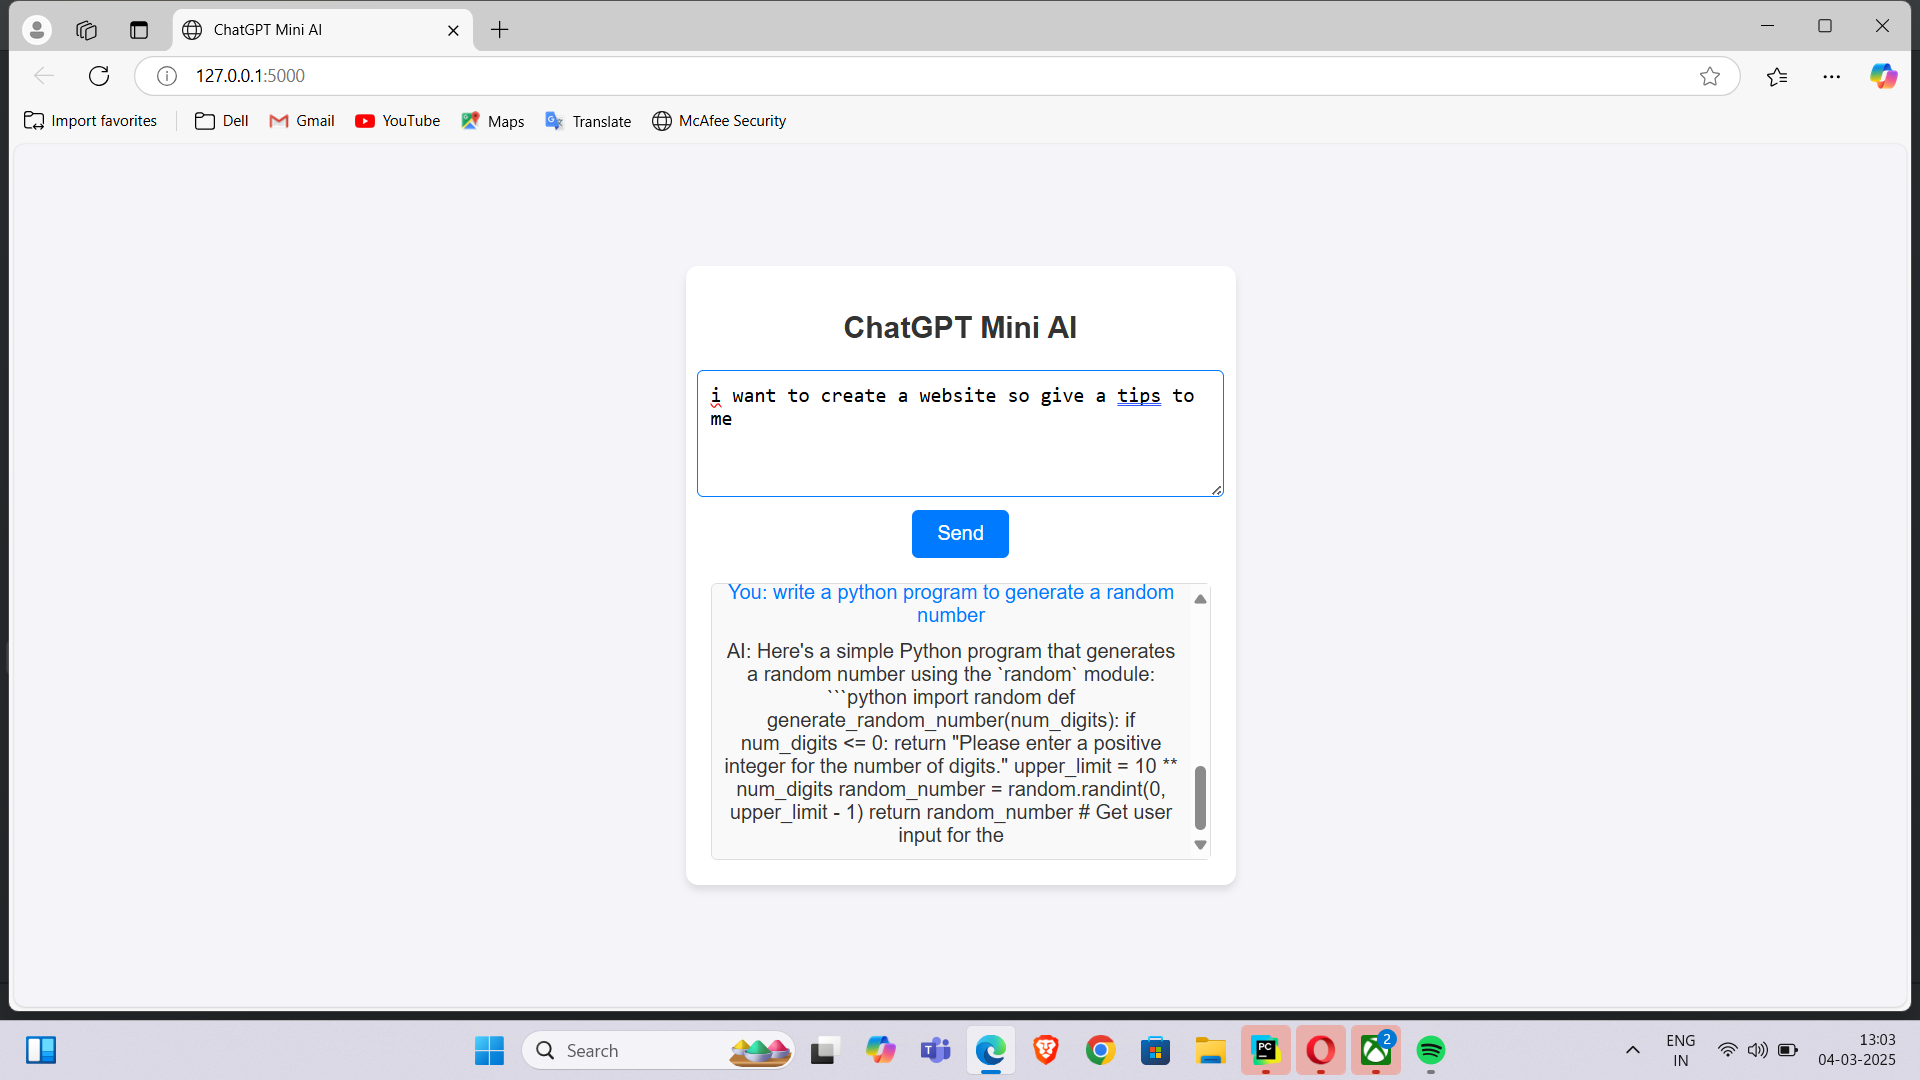 ChatGPT Mini AI
127.0.0.1:5000
Import favorites
Dell
Gmail
YouTube
Maps
Translate
McAfee Security
ChatGPT Mini AI
i want to create a website so give a tips to
me
Send
You: write a python program to generate a random
number
AI: Here's a simple Python program that generates
a random number using the `random` module:
```python import random def
generate_random_number(num_digits): if
num_digits <= 0: return "Please enter a positive
integer for the number of digits." upper_limit = 10 **
num_digits random_number = random.randint(0,
upper_limit - 1) return random_number # Get user
input for the
Search
PC
2
ENG
IN
13:03
04-03-2025